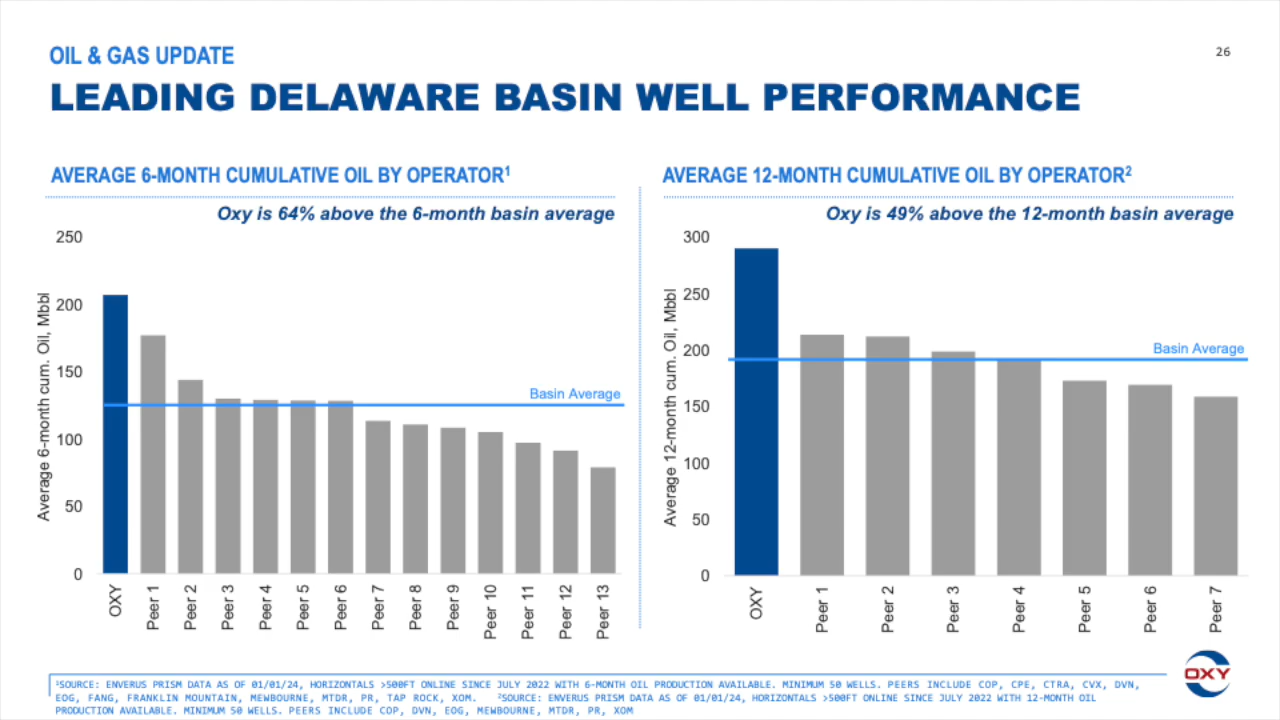 OIL & GAS UPDATE
26
LEADING DELAWARE BASIN WELL PERFORMANCE
AVERAGE 6-MONTH CUMULATIVE OIL BY OPERATOR¹
Oxy is 64% above the 6-month basin average
Average 6-month cum. Oil, Mbbl
250
200
150
100
50
0
Basin Average
OXY
Peer 1
Peer 2
Peer 3
Peer 4
Peer 5
Peer 6
Peer 7
Peer 8
Peer 9
Peer 10
Peer 11
Peer 12
Peer 13
AVERAGE 12-MONTH CUMULATIVE OIL BY OPERATOR²
Oxy is 49% above the 12-month basin average
Average 12-month cum. Oil, Mbbl
300
250
200
150
100
50
0
Basin Average
OXY
Peer 1
Peer 2
Peer 3
Peer 4
Peer 5
Peer 6
Peer 7
¹SOURCE: ENVERUS PRISM DATA AS OF 01/01/24, HORIZONTALS >500FT ONLINE SINCE JULY 2022 WITH 6-MONTH OIL PRODUCTION AVAILABLE. MINIMUM 50 WELLS. PEERS INCLUDE COP, CPE, CTRA, CVX, DVN,
EOG, FANG, FRANKLIN MOUNTAIN, MEWBOURNE, MTDR, PR, TAP ROCK, XOM. ²SOURCE: ENVERUS PRISM DATA AS OF 01/01/24, HORIZONTALS >500FT ONLINE SINCE JULY 2022 WITH 12-MONTH OIL
PRODUCTION AVAILABLE. MINIMUM 50 WELLS. PEERS INCLUDE COP, DVN, EOG, MEWBOURNE, MTDR, PR, XOM
OXY